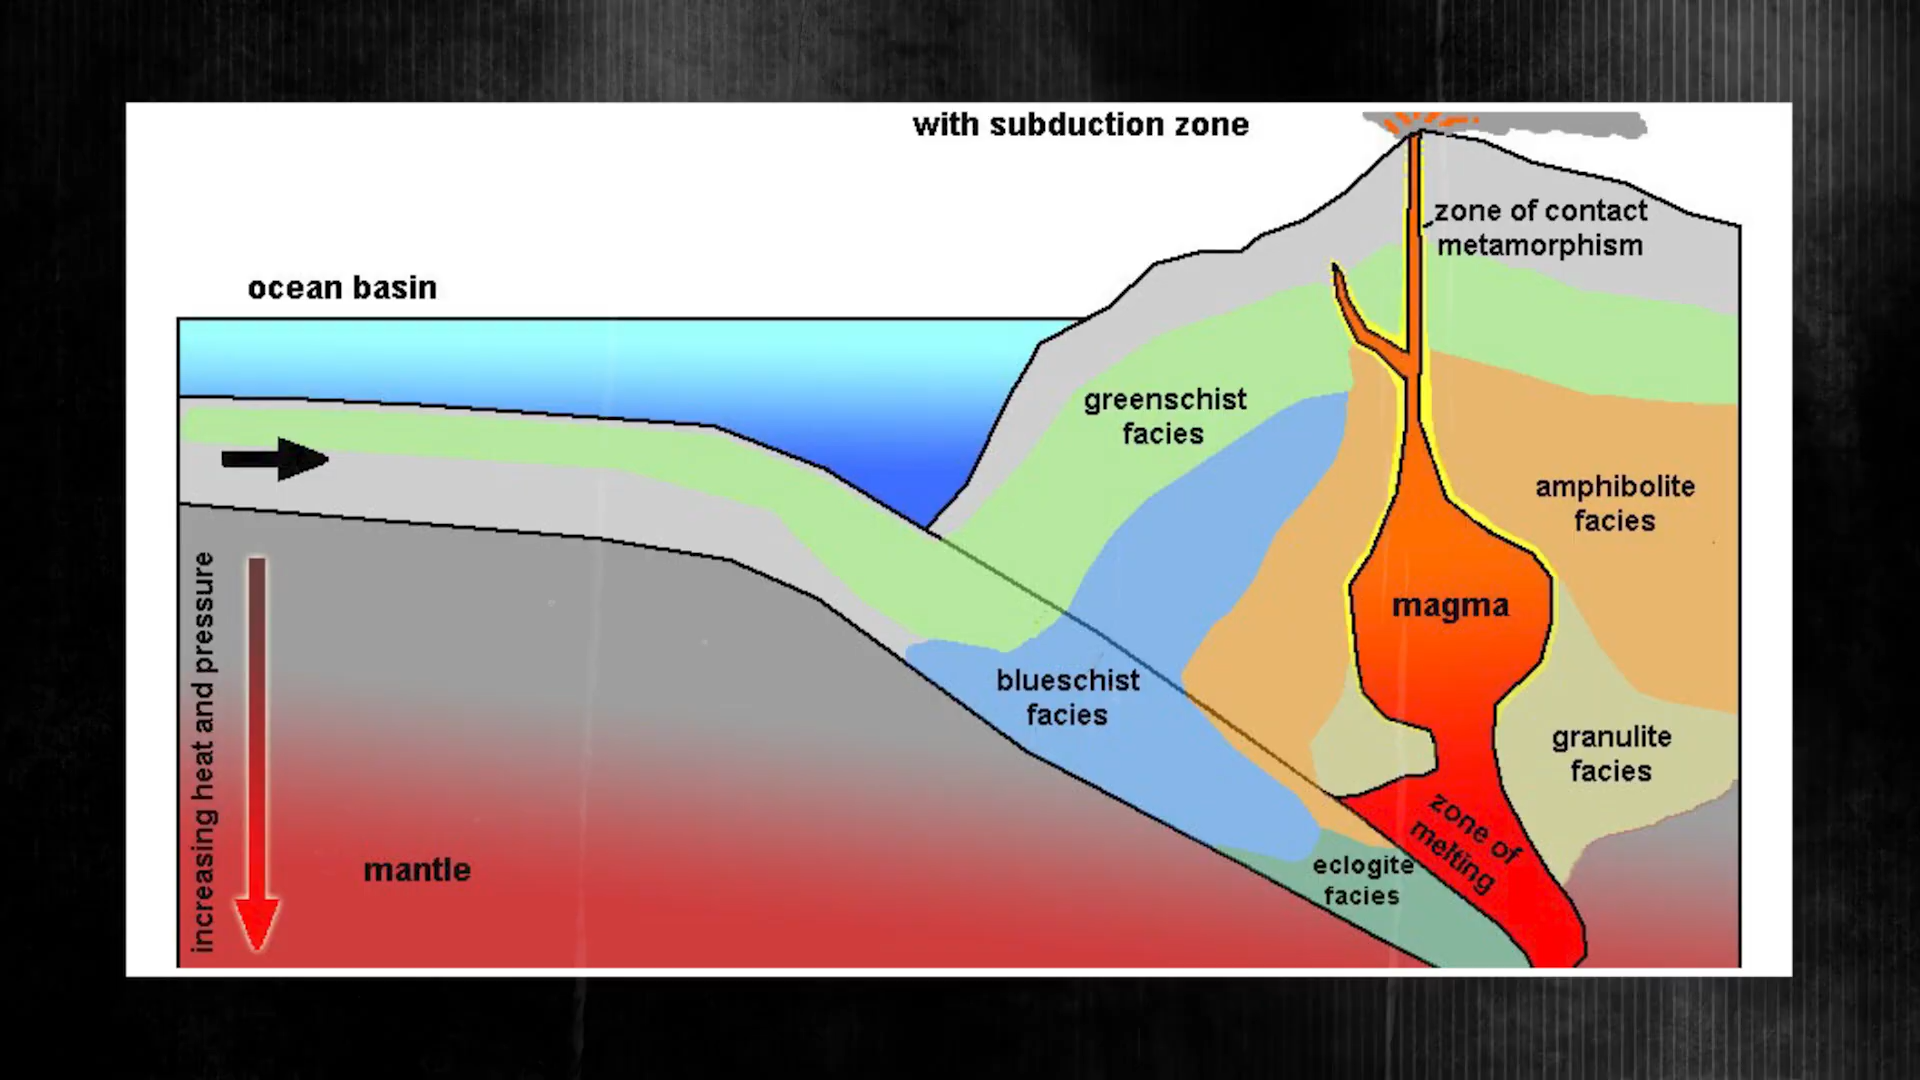 with subduction zone
zone of contact
metamorphism
ocean basin
greenschist
facies
amphibolite
facies
magma
blueschist
facies
granulite
facies
zone of
melting
eclogite
facies
mantle
increasing heat and pressure